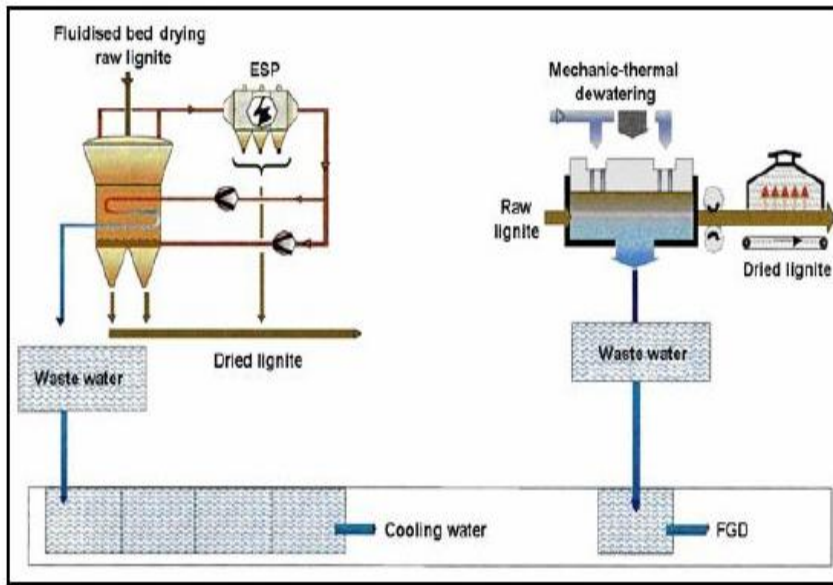 Fluidised bed drying
raw lignite
ESP
Mechanic-thermal
dewatering
Raw
lignite
Dried lignite
Dried lignite
Waste water
Waste water
Cooling water
FGD